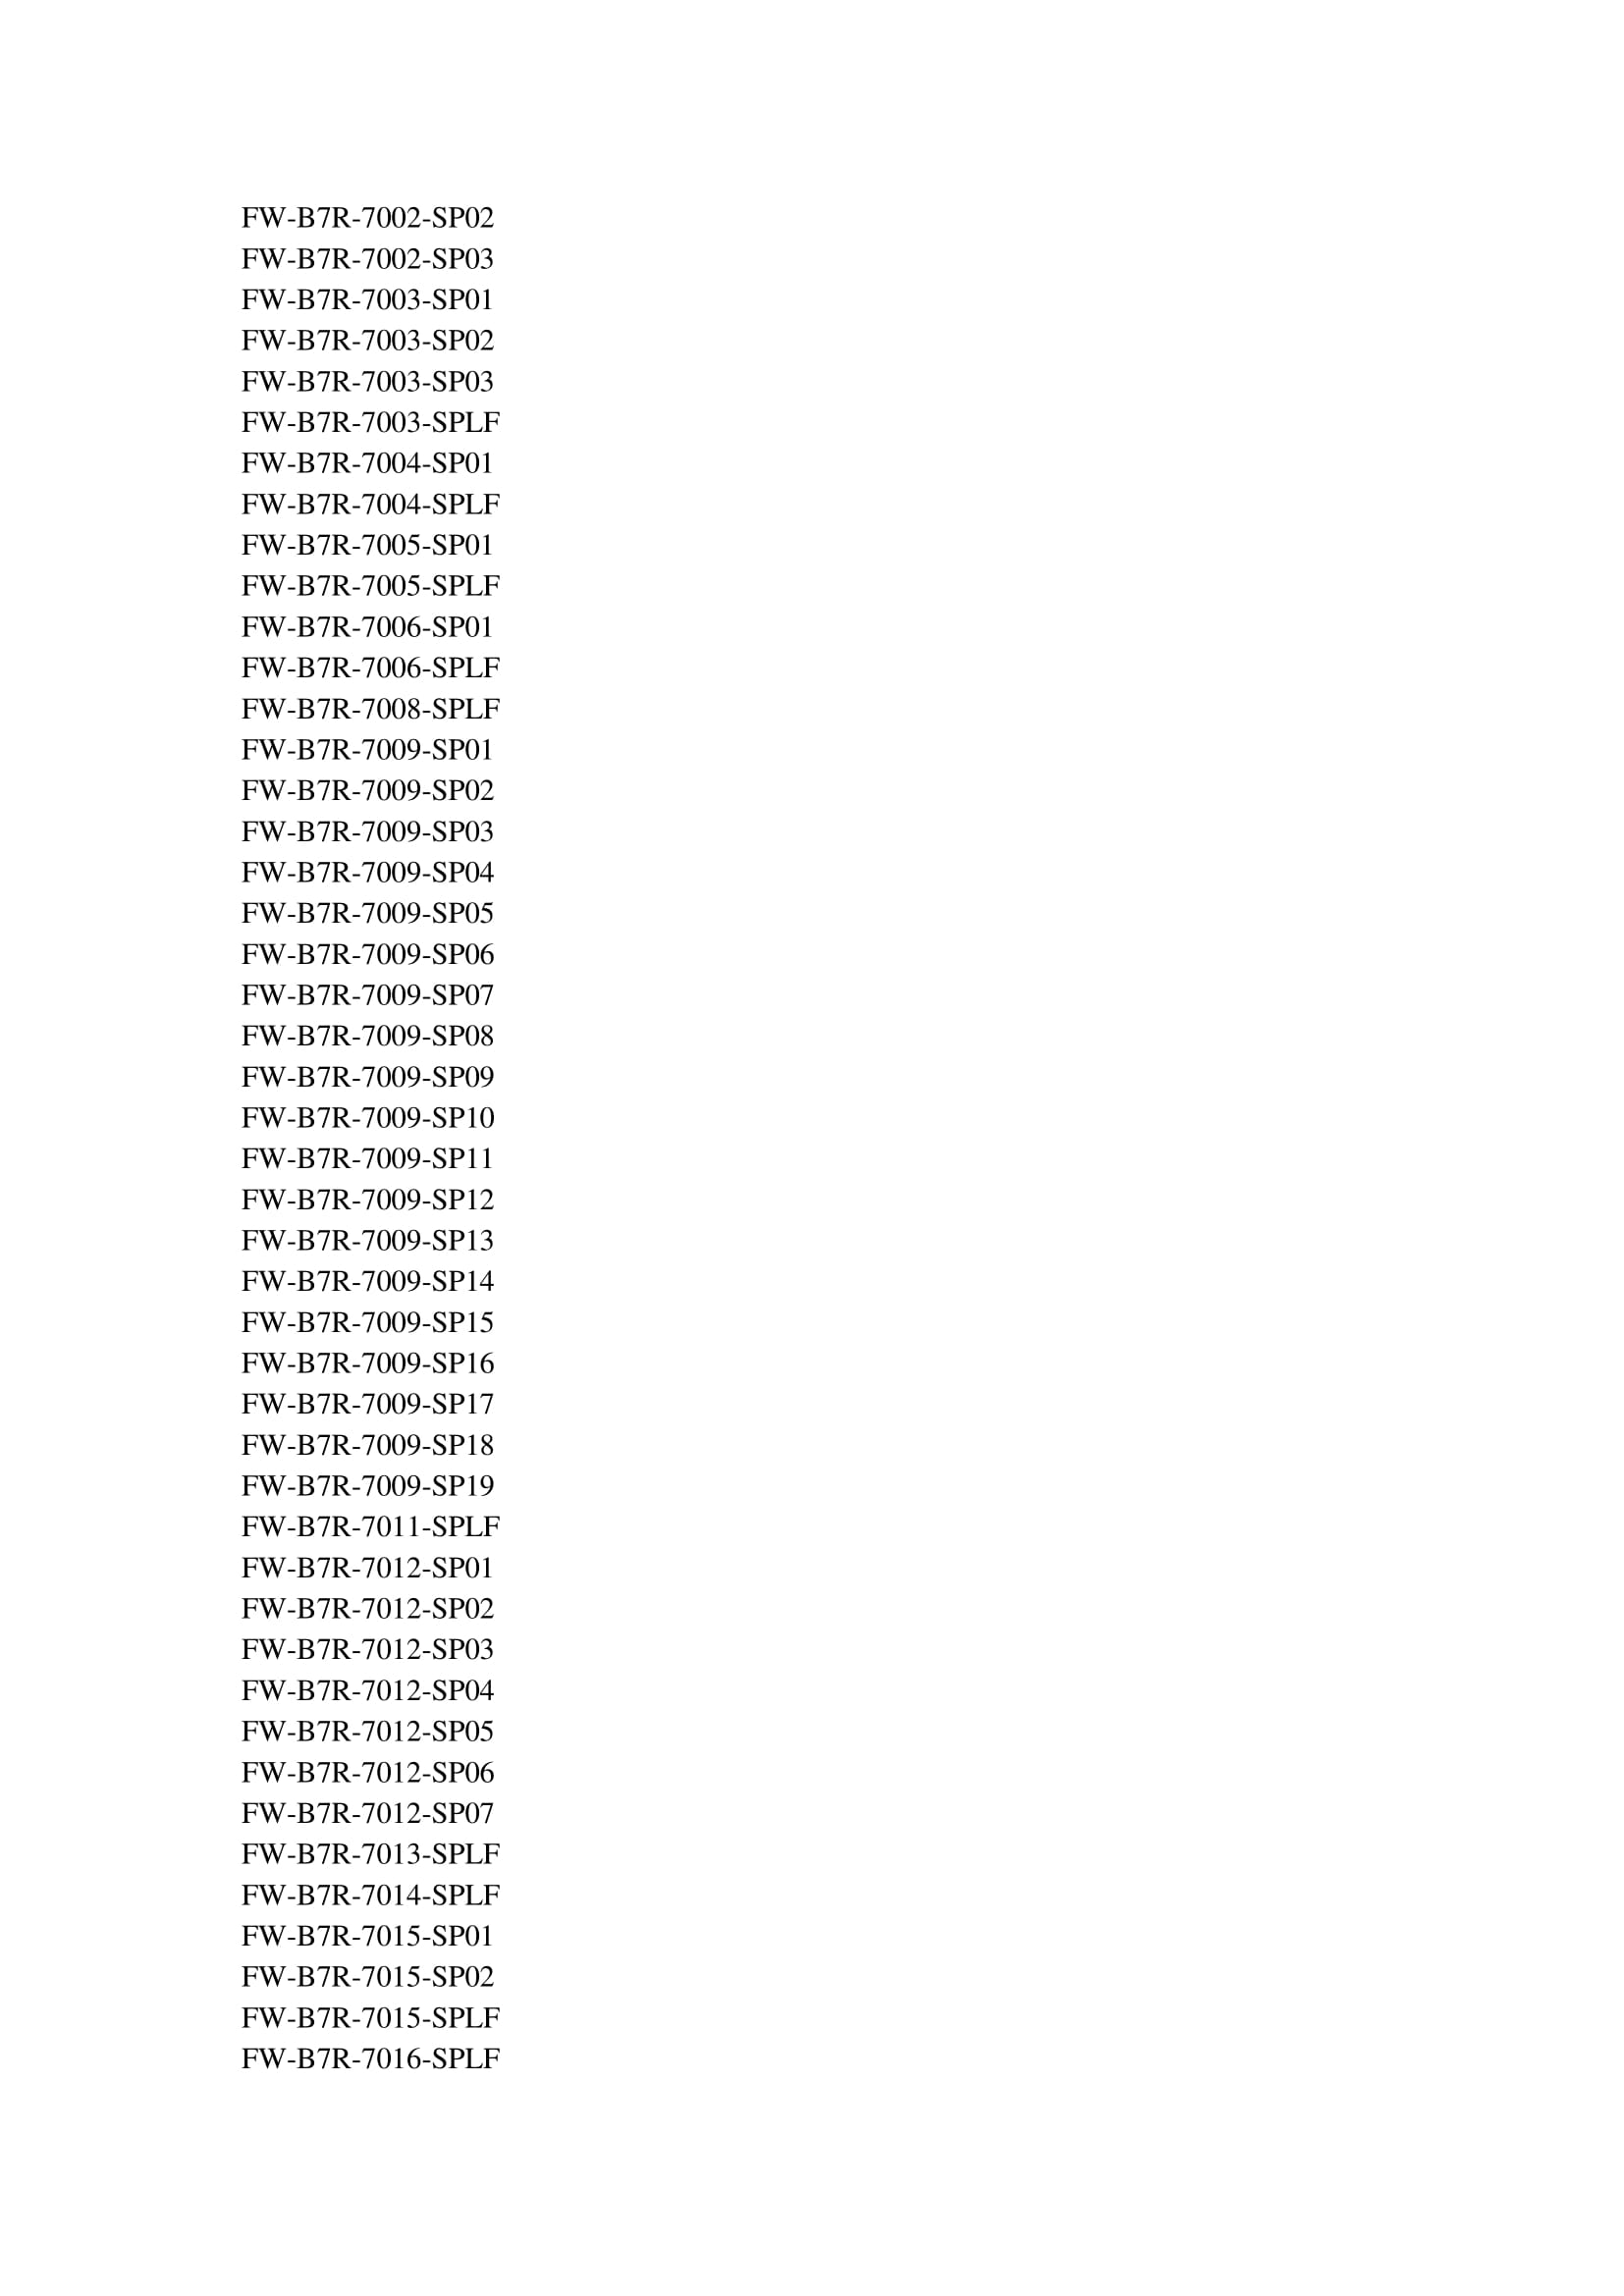 FW-B7R-7002-SP02
FW-B7R-7002-SP03
FW-B7R-7003-SP01
FW-B7R-7003-SP02
FW-B7R-7003-SP03
FW-B7R-7003-SPLF
FW-B7R-7004-SP01
FW-B7R-7004-SPLF
FW-B7R-7005-SP01
FW-B7R-7005-SPLF
FW-B7R-7006-SP01
FW-B7R-7006-SPLF
FW-B7R-7008-SPLF
FW-B7R-7009-SP01
FW-B7R-7009-SP02
FW-B7R-7009-SP03
FW-B7R-7009-SP04
FW-B7R-7009-SP05
FW-B7R-7009-SP06
FW-B7R-7009-SP07
FW-B7R-7009-SP08
FW-B7R-7009-SP09
FW-B7R-7009-SP10
FW-B7R-7009-SP11
FW-B7R-7009-SP12
FW-B7R-7009-SP13
FW-B7R-7009-SP14
FW-B7R-7009-SP15
FW-B7R-7009-SP16
FW-B7R-7009-SP17
FW-B7R-7009-SP18
FW-B7R-7009-SP19
FW-B7R-7011-SPLF
FW-B7R-7012-SP01
FW-B7R-7012-SP02
FW-B7R-7012-SP03
FW-B7R-7012-SP04
FW-B7R-7012-SP05
FW-B7R-7012-SP06
FW-B7R-7012-SP07
FW-B7R-7013-SPLF
FW-B7R-7014-SPLF
FW-B7R-7015-SP01
FW-B7R-7015-SP02
FW-B7R-7015-SPLF
FW-B7R-7016-SPLF